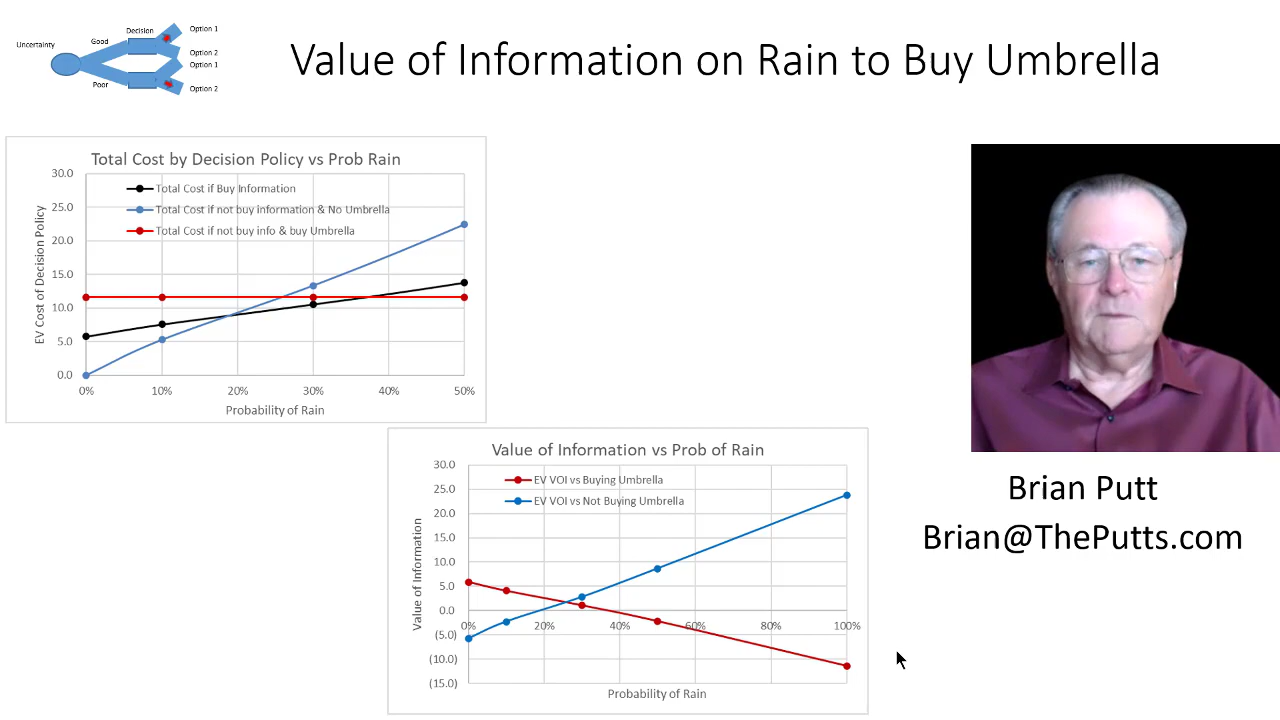 Uncertainty
Good
Poor
Decision
Option 1
Option 2
Option 1
Option 2
Value of Information on Rain to Buy Umbrella
Total Cost by Decision Policy vs Prob Rain
EV Cost of Decision Policy
30.0
25.0
20.0
15.0
10.0
5.0
0.0
Total Cost if Buy Information
Total Cost if not buy information & No Umbrella
Total Cost if not buy info & buy Umbrella
0% 10% 20% 30% 40% 50%
Probability of Rain
Value of Information vs Prob of Rain
Value of Information
30.0
25.0
20.0
15.0
10.0
5.0
0.0
(5.0)
(10.0)
(15.0)
EV VOI vs Buying Umbrella
EV VOI vs Not Buying Umbrella
0% 20% 40% 60% 80% 100%
Probability of Rain
Brian Putt
Brian@ThePutts.com